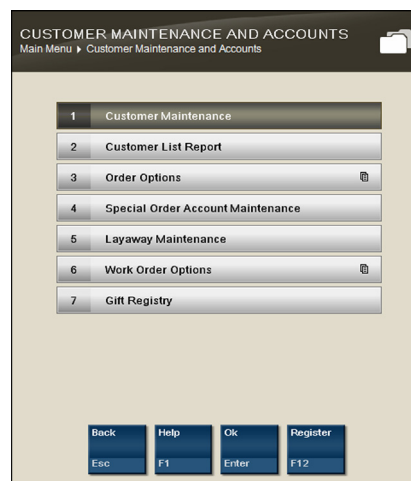 CUSTOMER MAINTENANCE AND ACCOUNTS
Main Menu ▸ Customer Maintenance and Accounts
1 Customer Maintenance
2 Customer List Report
3 Order Options
4 Special Order Account Maintenance
5 Layaway Maintenance
6 Work Order Options
7 Gift Registry
Back Help Ok Register
Esc F1 Enter F12